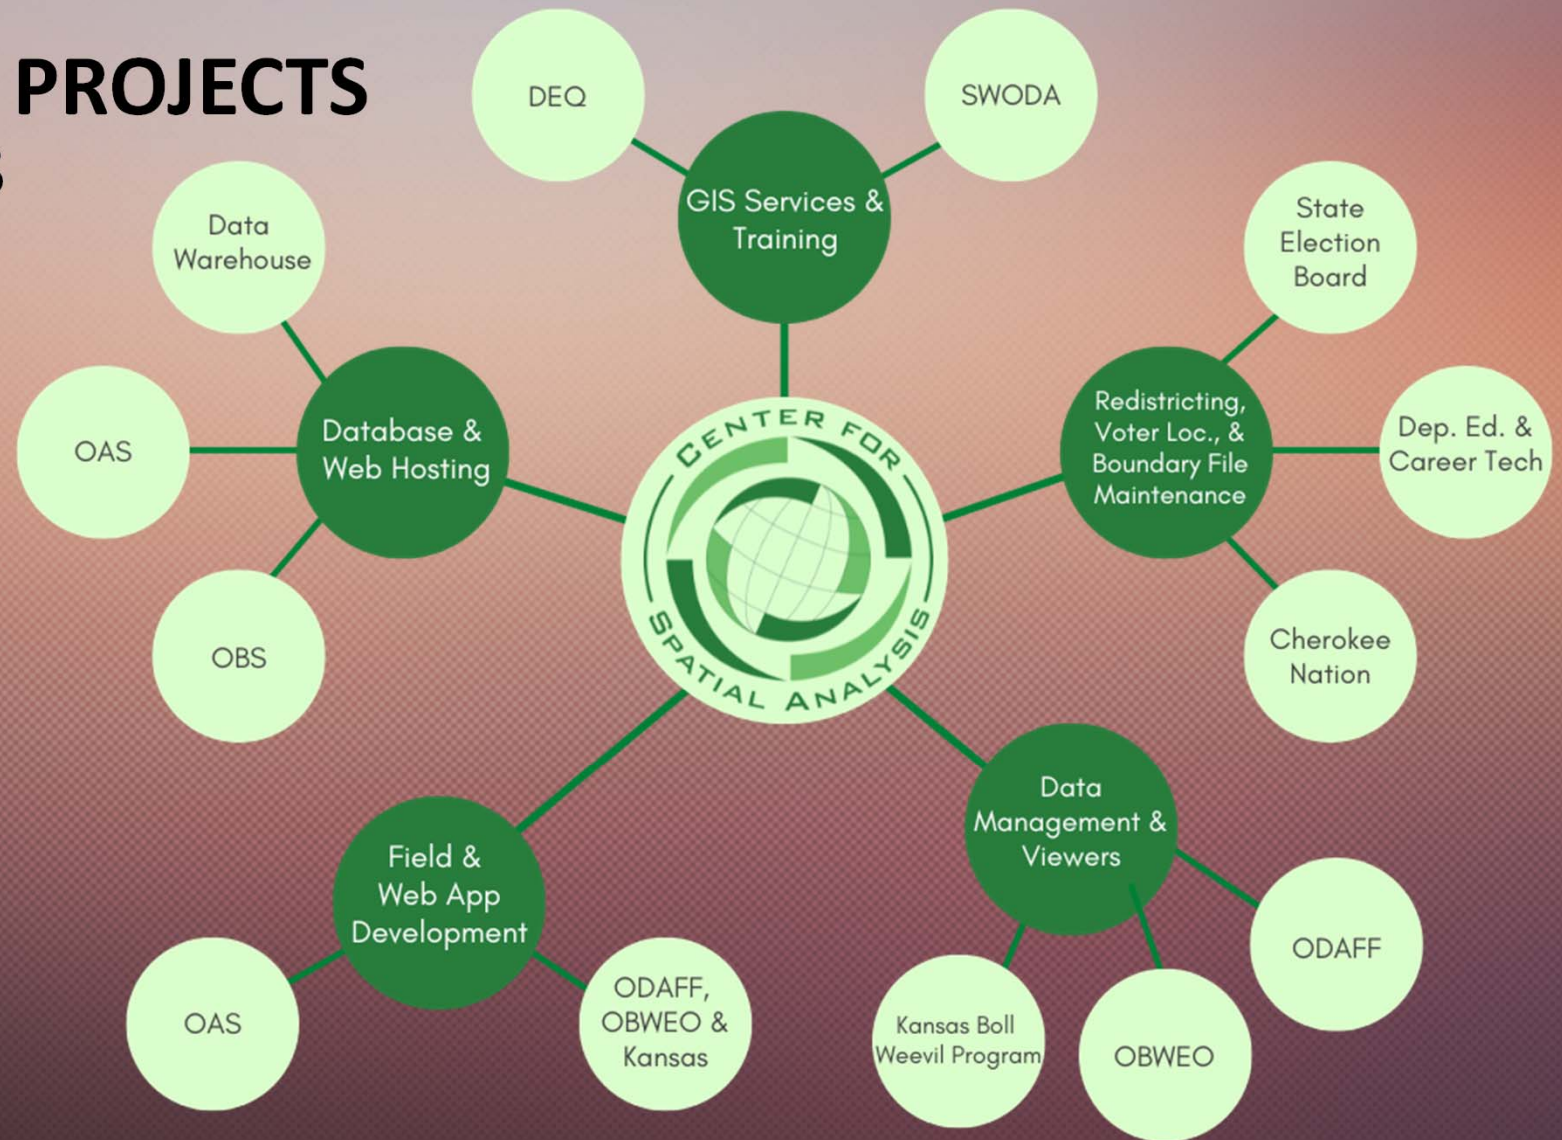 PROJECTS
DEQ
SWODA
GIS Services &
Training
Data
Warehouse
OAS
OBS
Database &
Web Hosting
CENTER FOR
SPATIAL ANALYSIS
State
Election
Board
Redistricting,
Voter Loc., &
Boundary File
Maintenance
Dep. Ed. &
Career Tech
Cherokee
Nation
Field &
Web App
Development
OAS
ODAFF,
OBWEO &
Kansas
Data
Management &
Viewers
Kansas Boll
Weevil Program
OBWEO
ODAFF